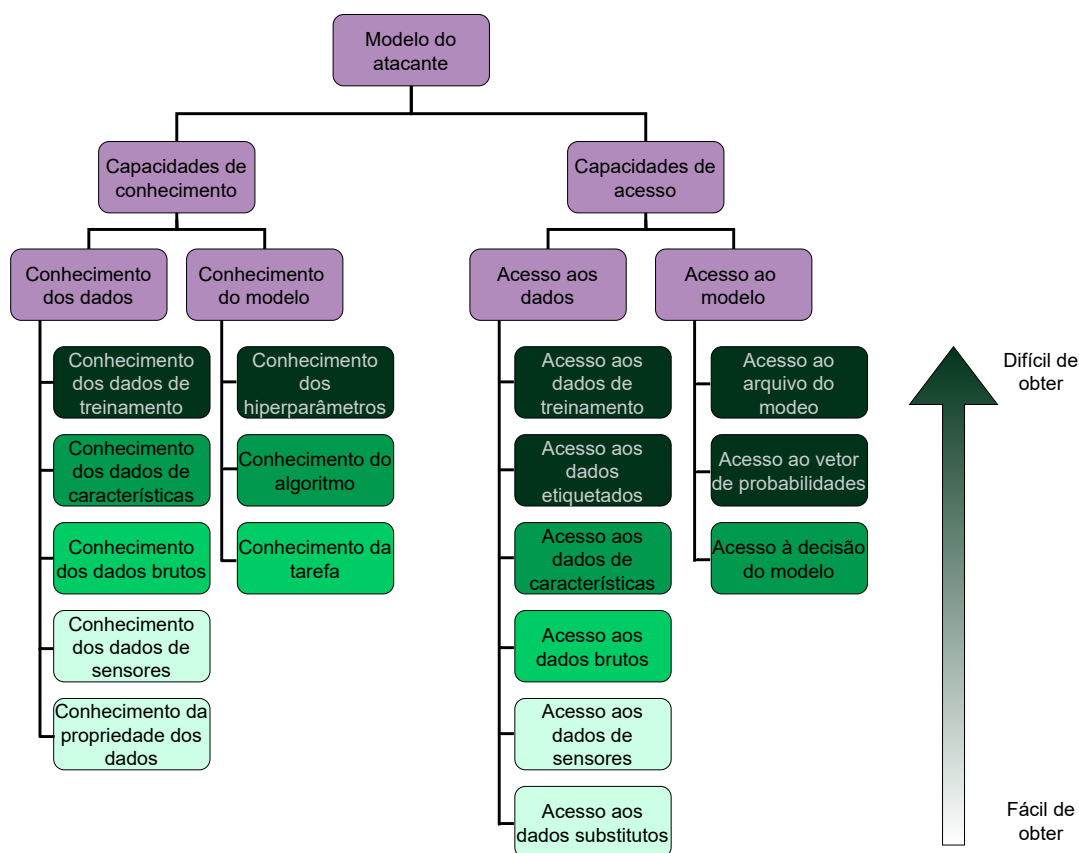 Modelo do
atacante
Capacidades de
conhecimento
Capacidades de
acesso
Conhecimento
dos dados
Conhecimento
do modelo
Acesso aos
dados
Acesso ao
modelo
Conhecimento
dos dados de
treinamento
Conhecimento
dos dados de
características
Conhecimento
dos dados brutos
Conhecimento
dos dados de
sensores
Conhecimento da
propriedade dos
dados
Conhecimento
dos
hiperparâmetros
Conhecimento do
algoritmo
Conhecimento da
tarefa
Acesso aos
dados de
treinamento
Acesso aos
dados
etiquetados
Acesso aos
dados de
características
Acesso aos
dados brutos
Acesso aos
dados de
sensores
Acesso aos
dados substitutos
Acesso ao
arquivo do
modeo
Acesso ao vetor
de probabilidades
Acesso à decisão
do modelo
Difícil de
obter
Fácil de
obter